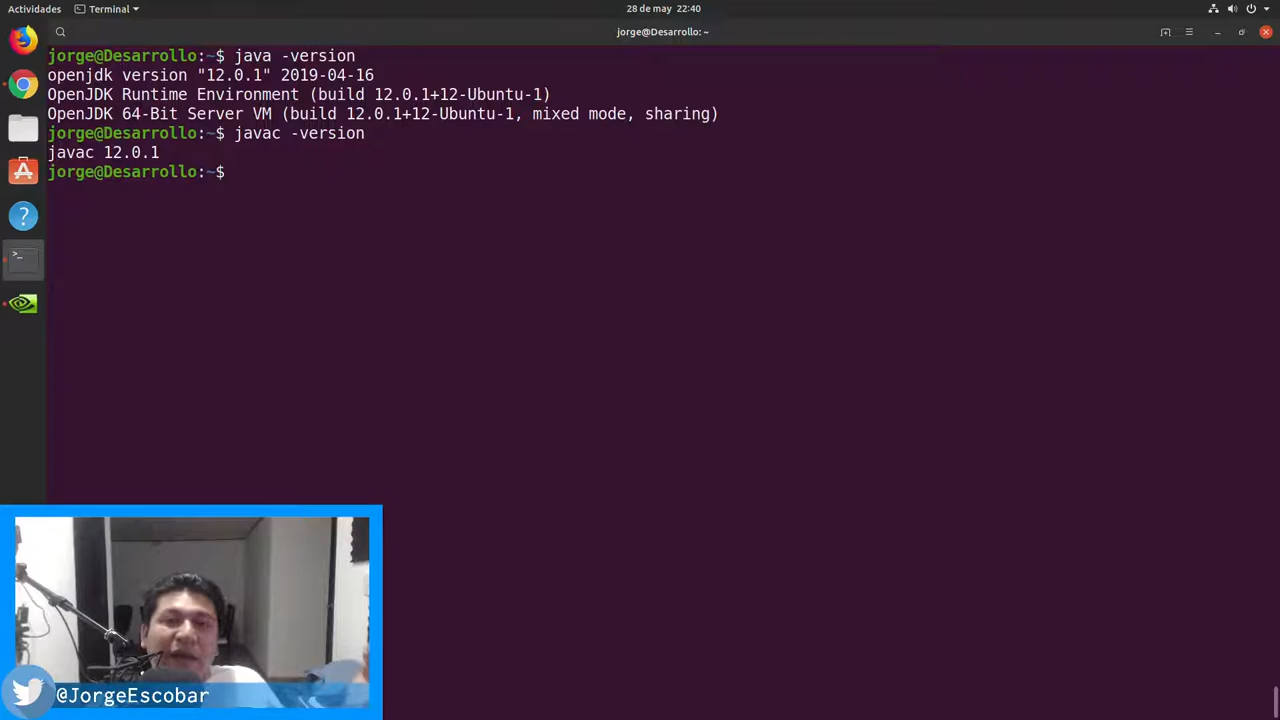 Actividades
Terminal
28 de may 22:40
jorge@Desarrollo: ~
jorge@Desarrollo:~$ java -version
openjdk version "12.0.1" 2019-04-16
OpenJDK Runtime Environment (build 12.0.1+12-Ubuntu-1)
OpenJDK 64-Bit Server VM (build 12.0.1+12-Ubuntu-1, mixed mode, sharing)
jorge@Desarrollo:~$ javac -version
javac 12.0.1
jorge@Desarrollo:~$
@JorgeEscobar